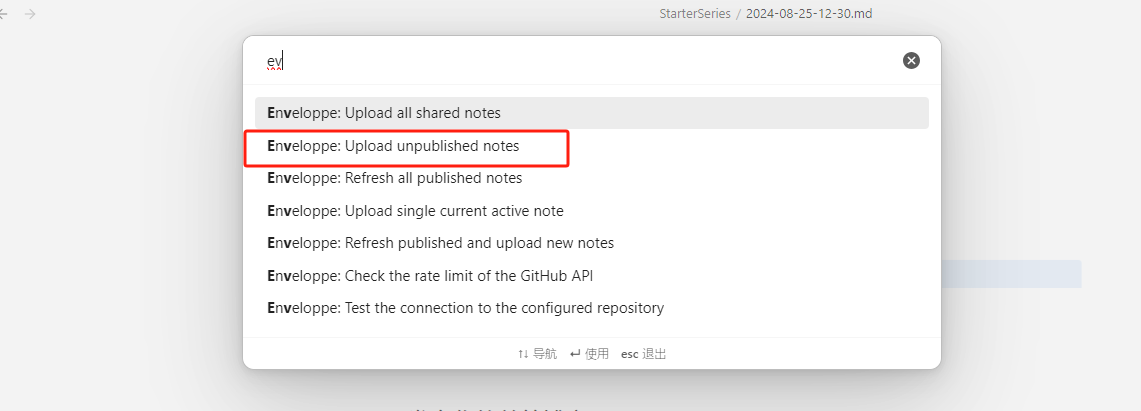 StarterSeries / 2024-08-25-12-30.md
ev
Enveloppe: Upload all shared notes
Enveloppe: Upload unpublished notes
Enveloppe: Refresh all published notes
Enveloppe: Upload single current active note
Enveloppe: Refresh published and upload new notes
Enveloppe: Check the rate limit of the GitHub API
Enveloppe: Test the connection to the configured repository
↑↓ 导航 ↵ 使用 esc 退出